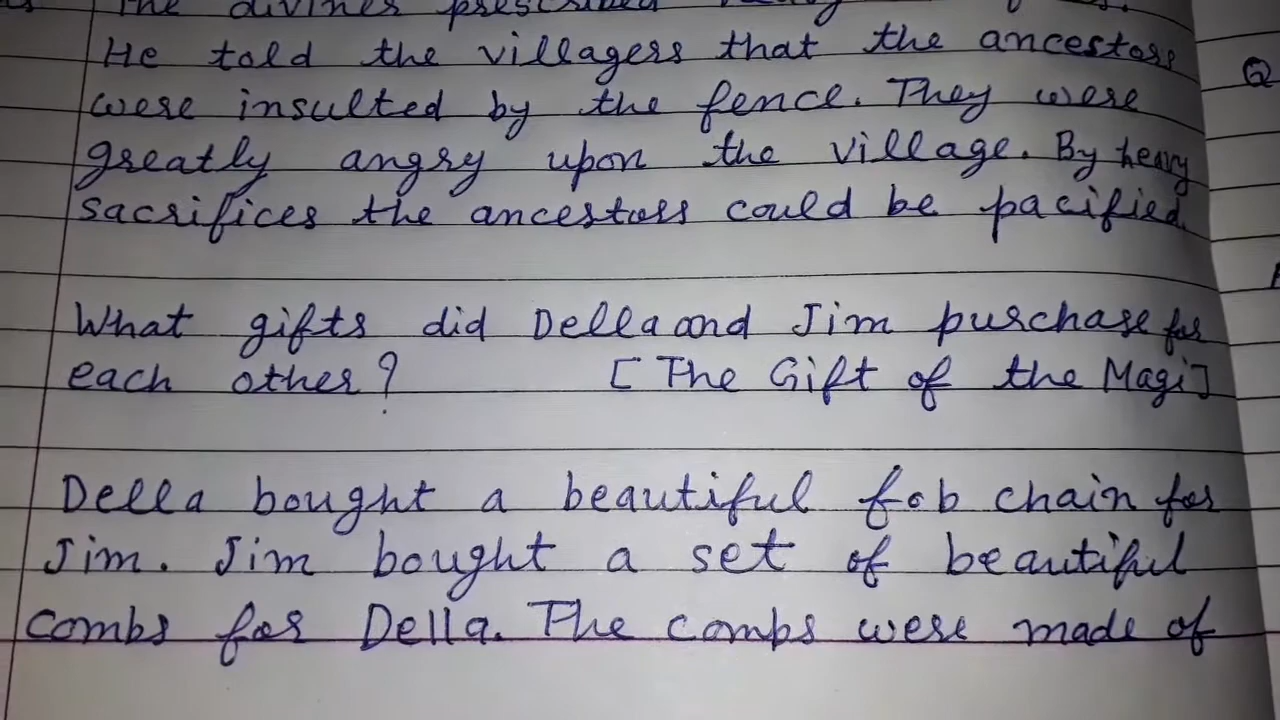 the diviner prescribed
He told the villagers that the ancestors
were insulted by the fence. They were
greatly angry upon the village. By heavy
sacrifices the ancestors could be pacified.
What gifts did Della and Jim purchase for
each other? [The Gift of the Magi]
Della bought a beautiful fob chain for
Jim. Jim bought a set of beautiful
combs for Della. The combs were made of
Q